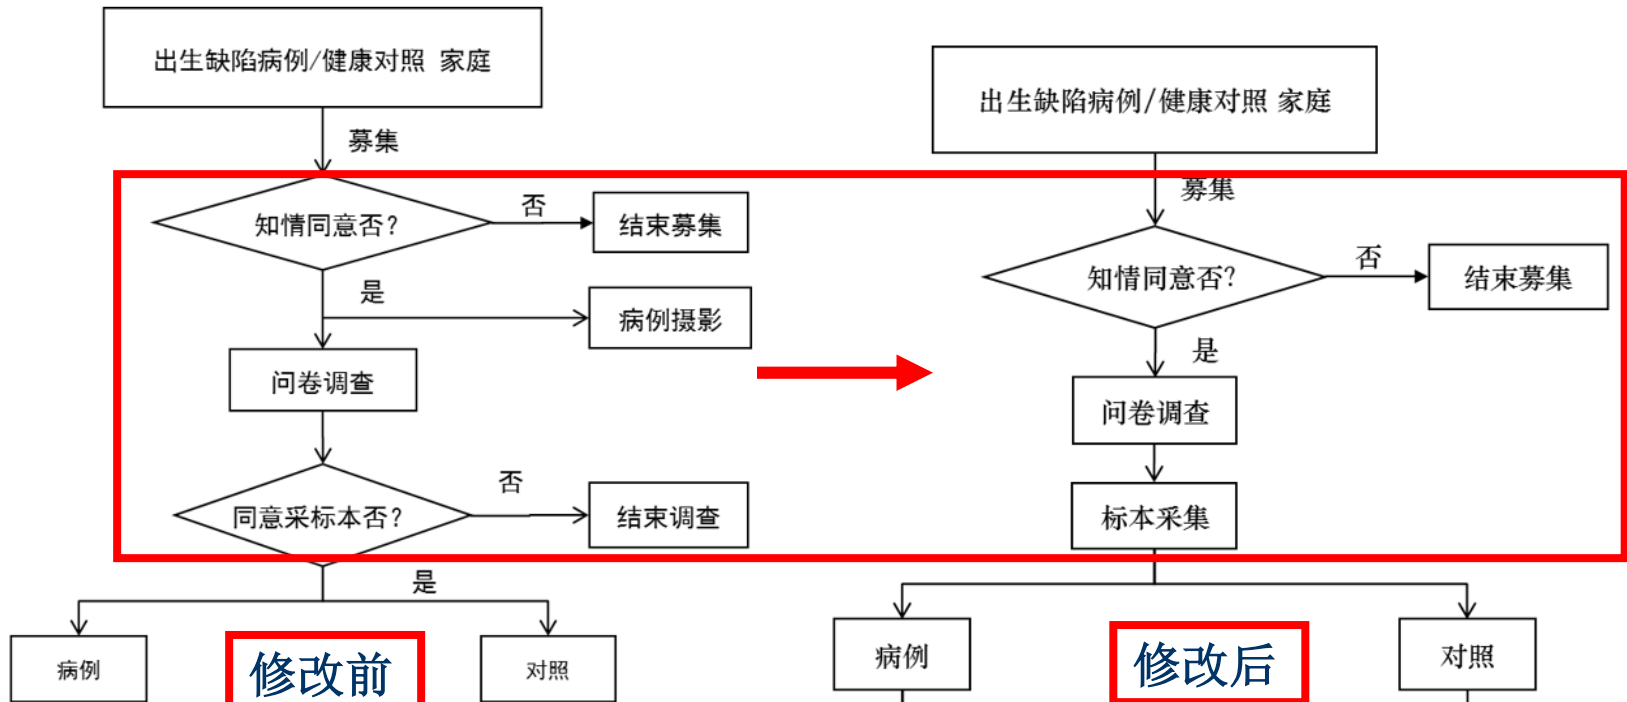 出生缺陷病例/健康对照 家庭
募集
知情同意否?
否
结束募集
是
病例摄影
问卷调查
同意采标本否?
否
结束调查
是
病例
修改前
对照
出生缺陷病例/健康对照 家庭
募集
知情同意否?
否
结束募集
是
问卷调查
标本采集
病例
修改后
对照